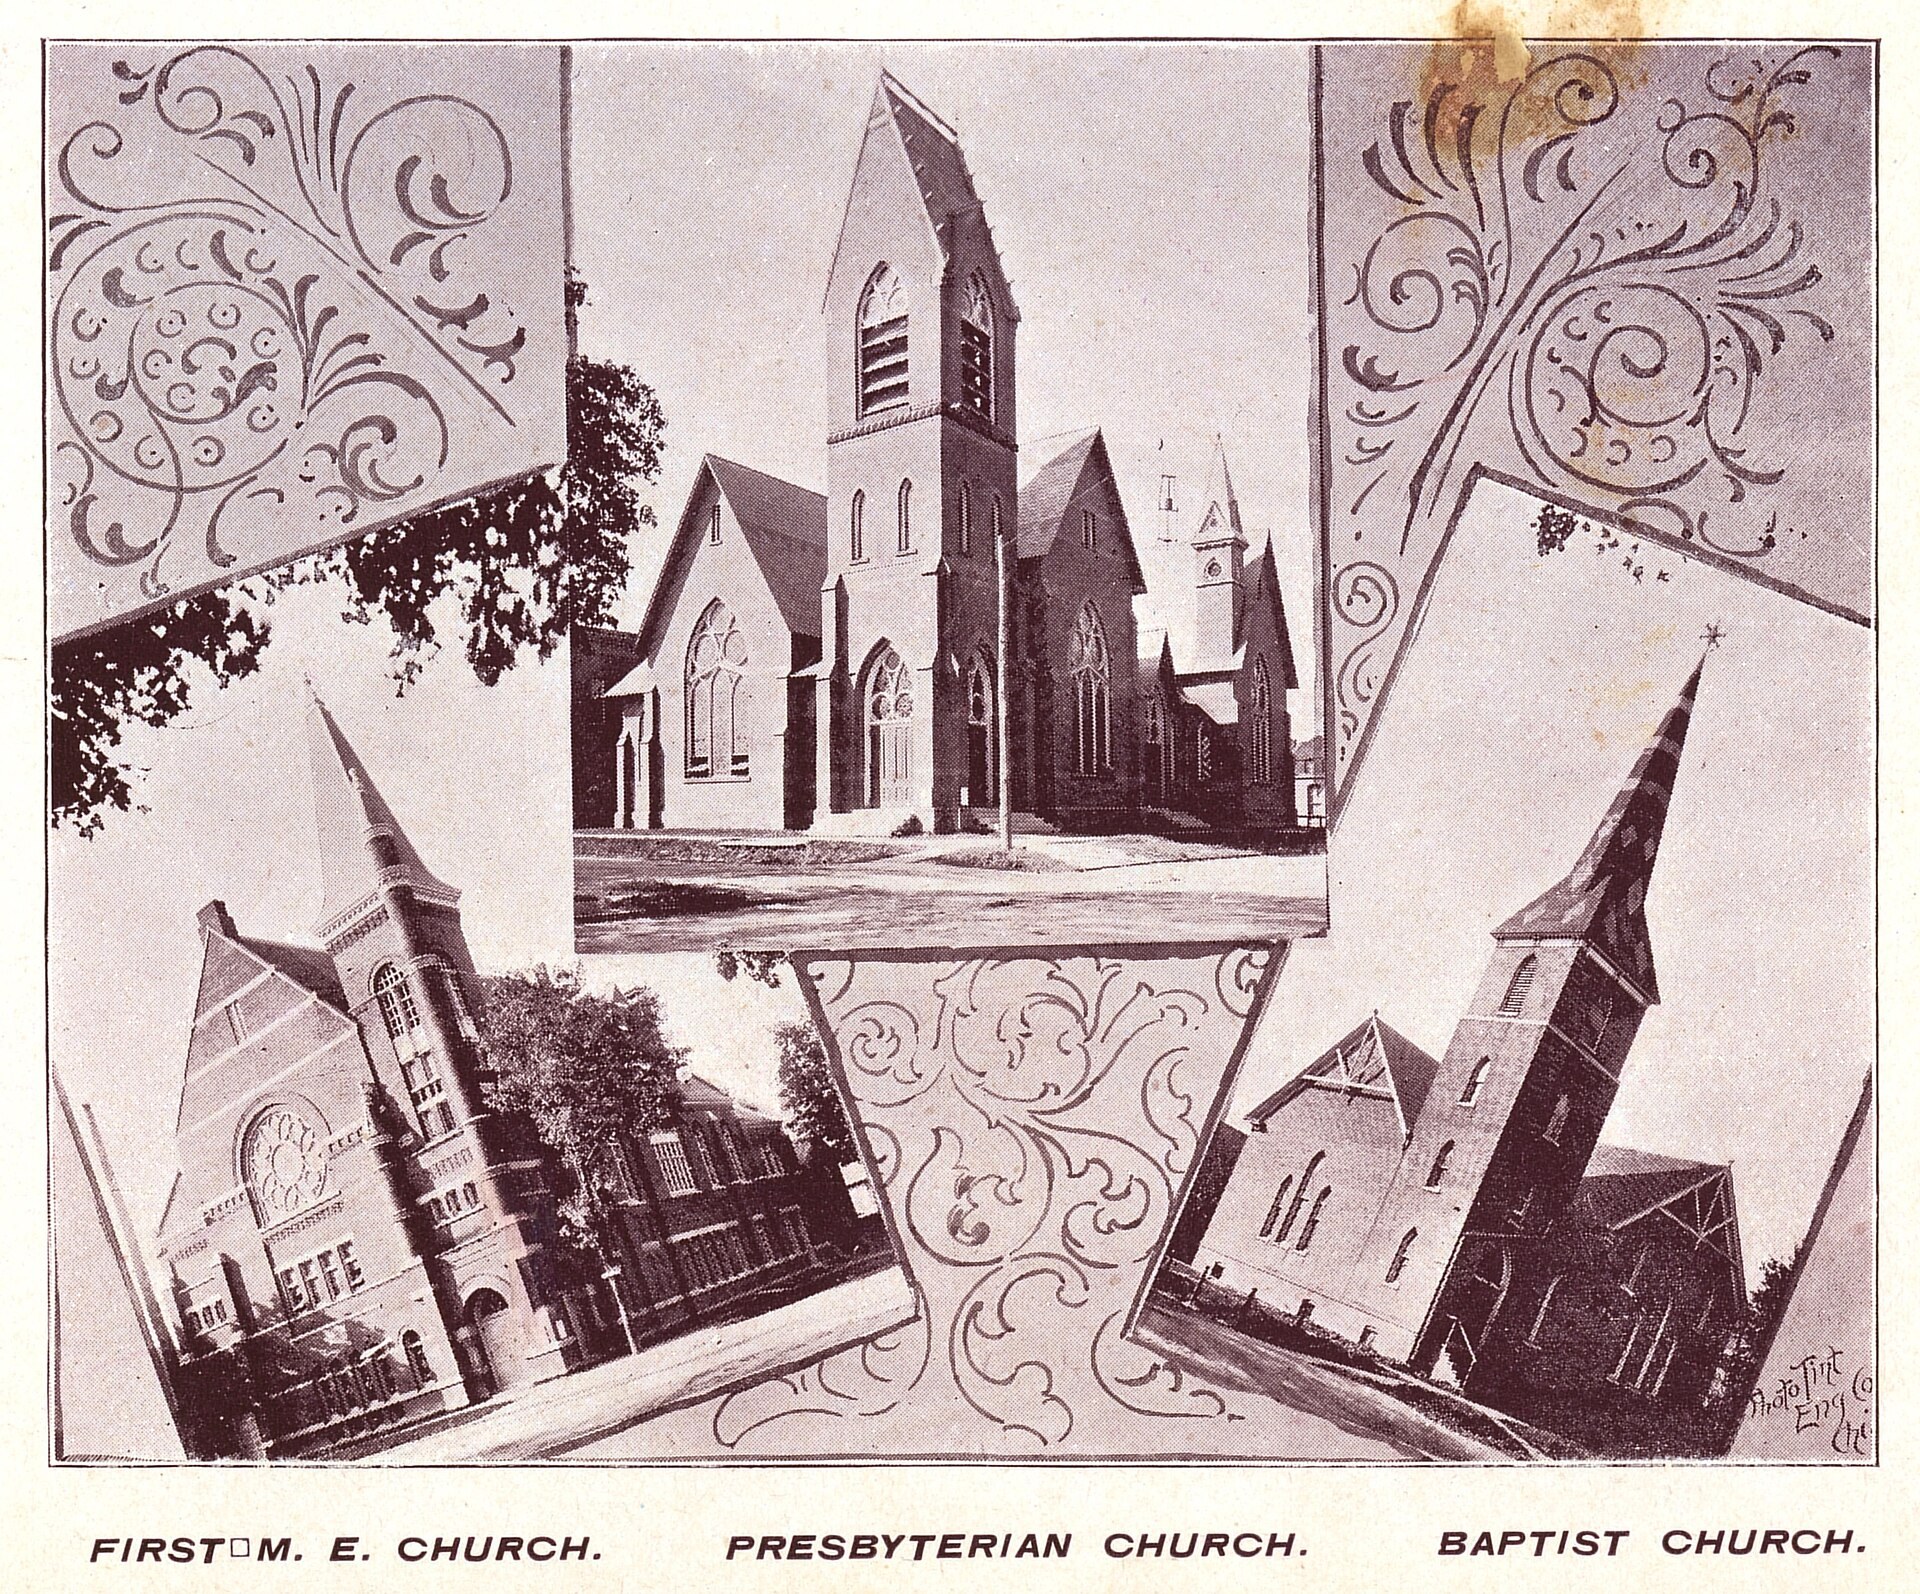 Photo Tint
Eng Co
Chi.
FIRST□M. E. CHURCH. PRESBYTERIAN CHURCH. BAPTIST CHURCH.